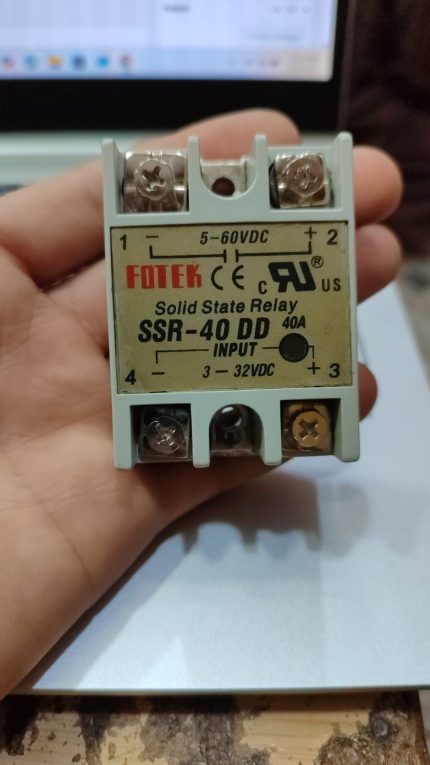 1 - 5-60VDC + 2
FOTEK CE c RU ® US
Solid State Relay
SSR-40 DD 40A
INPUT
4 - 3-32VDC + 3